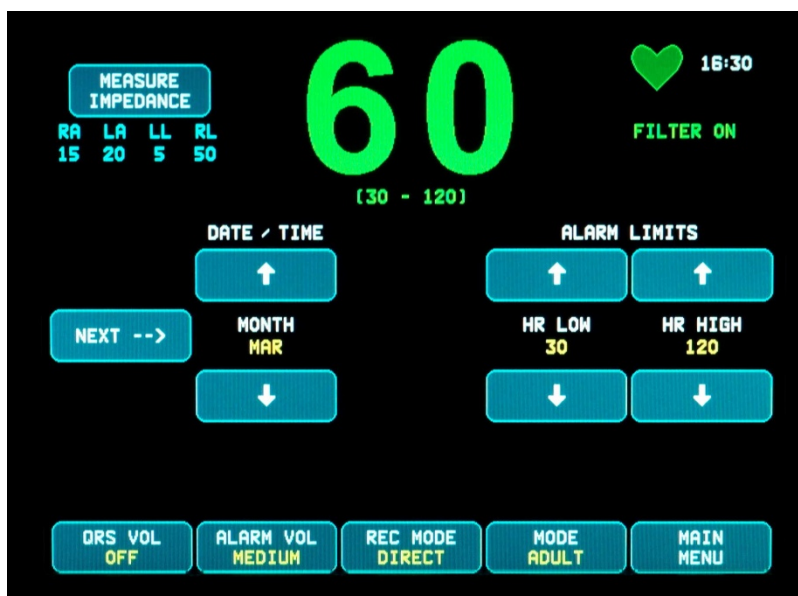 MEASURE
IMPEDANCE
RA LA LL RL
15 20 5 50
60
(30 - 120)
16:30
FILTER ON
DATE / TIME
ALARM LIMITS
NEXT -->
MONTH
MAR
HR LOW
30
HR HIGH
120
QRS VOL
OFF
ALARM VOL
MEDIUM
REC MODE
DIRECT
MODE
ADULT
MAIN
MENU